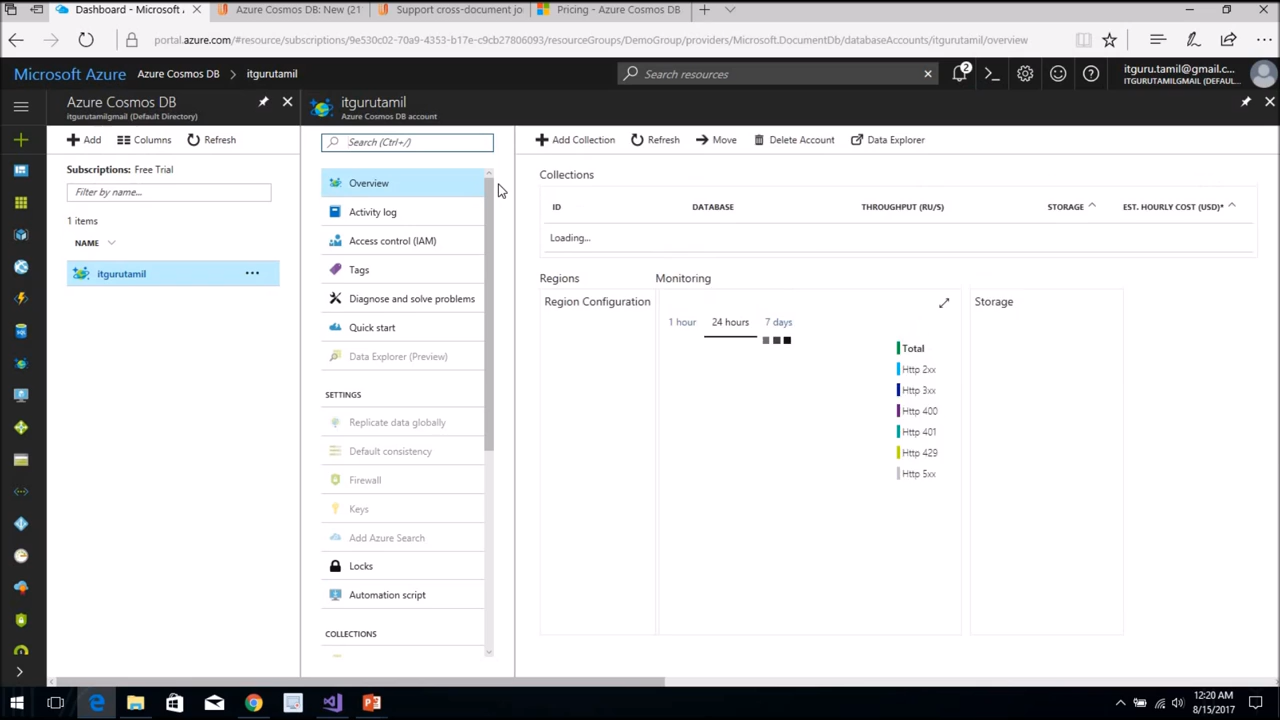 Dashboard - Microsoft A
Azure Cosmos DB: New (21
Support cross-document jo
Pricing - Azure Cosmos DB
portal.azure.com/#resource/subscriptions/9e530c02-70a9-4353-b17e-c9cb27806093/resourceGroups/DemoGroup/providers/Microsoft.DocumentDb/databaseAccounts/itgurutamil/overview
Microsoft Azure
Azure Cosmos DB
itgurutamil
Search resources
2
itguru.tamil@gmail.c...
ITGURUTAMILGMAIL (DEFAUL...
Azure Cosmos DB
itgurutamilgmail (Default Directory)
Add
Columns
Refresh
Subscriptions: Free Trial
Filter by name...
1 items
NAME
itgurutamil
itgurutamil
Azure Cosmos DB account
Search (Ctrl+/)
Overview
Activity log
Access control (IAM)
Tags
Diagnose and solve problems
Quick start
Data Explorer (Preview)
SETTINGS
Replicate data globally
Default consistency
Firewall
Keys
Add Azure Search
Locks
Automation script
COLLECTIONS
Add Collection
Refresh
Move
Delete Account
Data Explorer
Collections
ID
DATABASE
THROUGHPUT (RU/S)
STORAGE
EST. HOURLY COST (USD)*
Loading...
Regions
Region Configuration
Monitoring
1 hour
24 hours
7 days
Total
Http 2xx
Http 3xx
Http 400
Http 401
Http 429
Http 5xx
Storage
12:20 AM
8/15/2017